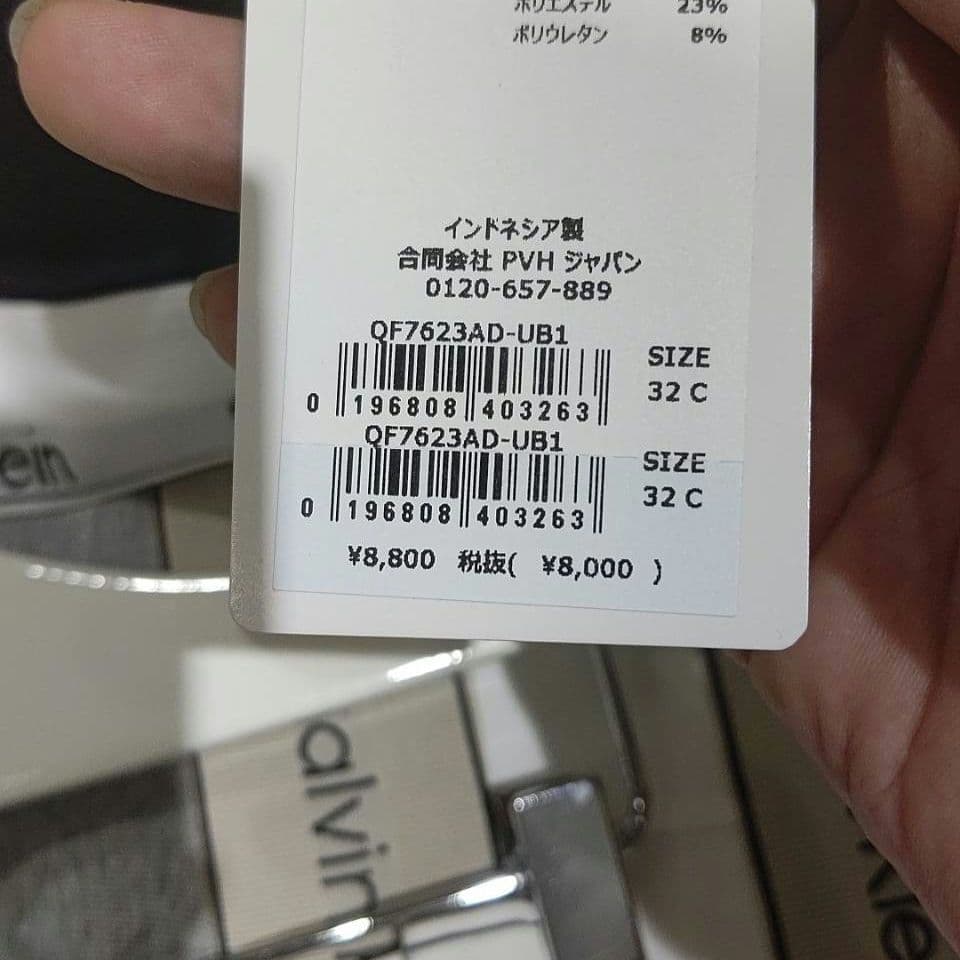 ポリエステル 23%
ポリウレタン 8%
インドネシア製
合同会社 PVH ジャパン
0120-657-889
QF7623AD-UB1
SIZE
32 C
0 196808 403263
QF7623AD-UB1
SIZE
32 C
0 196808 403263
¥8,800 税抜( ¥8,000 )
ein
alvin
Kle